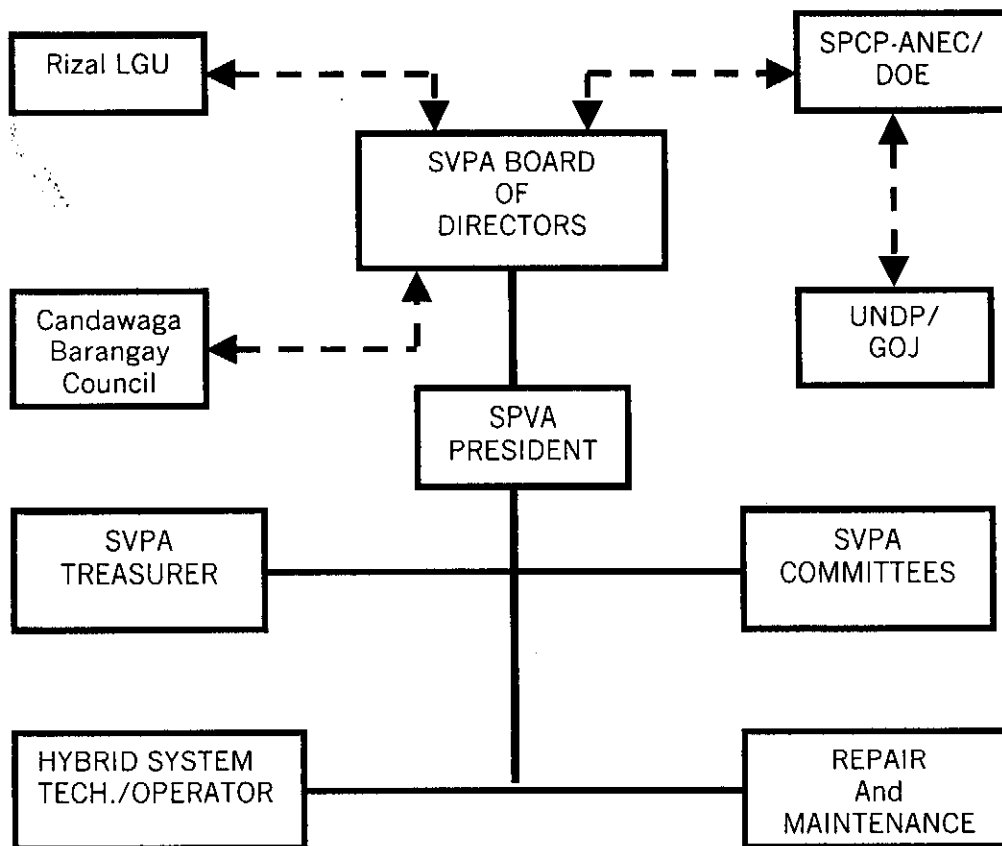 Rizal LGU
SPCP-ANEC/
DOE
SVPA BOARD
OF
DIRECTORS
Candawaga
Barangay
Council
UNDP/
GOJ
SPVA
PRESIDENT
SVPA
TREASURER
SVPA
COMMITTEES
HYBRID SYSTEM
TECH./OPERATOR
REPAIR
And
MAINTENANCE